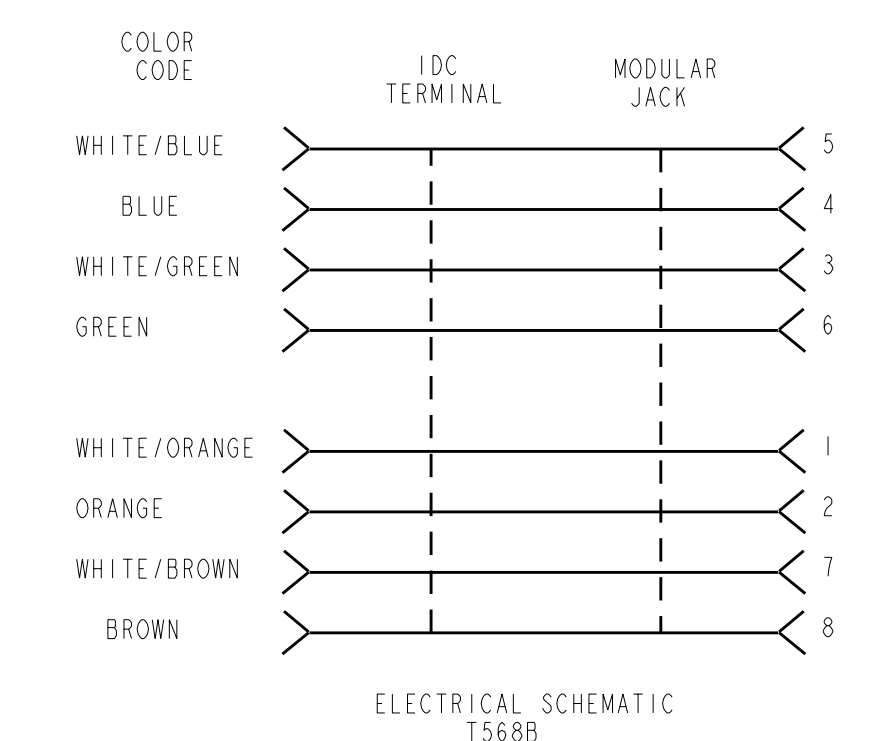 COLOR
CODE
IDC
TERMINAL
MODULAR
JACK
WHITE/BLUE 5
BLUE 4
WHITE/GREEN 3
GREEN 6
WHITE/ORANGE 1
ORANGE 2
WHITE/BROWN 7
BROWN 8
ELECTRICAL SCHEMATIC
T568B